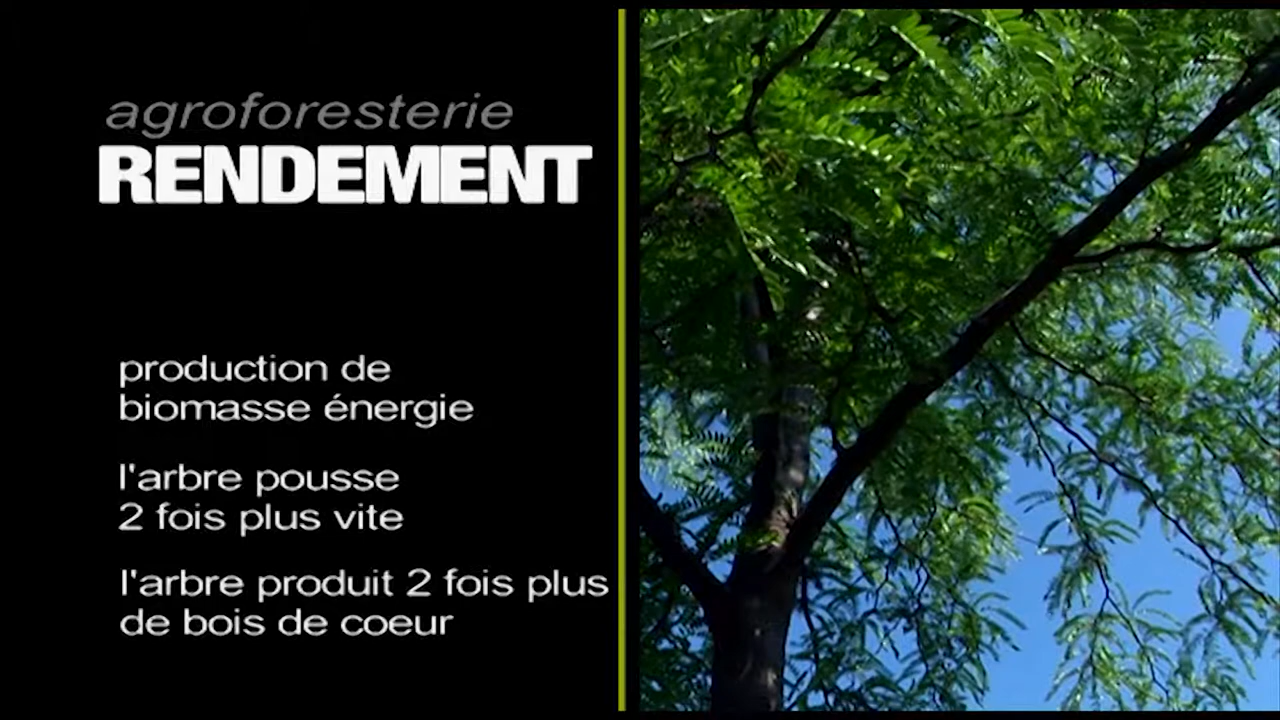 agroforesterie
RENDEMENT
production de
biomasse énergie
l'arbre pousse
2 fois plus vite
l'arbre produit 2 fois plus
de bois de coeur